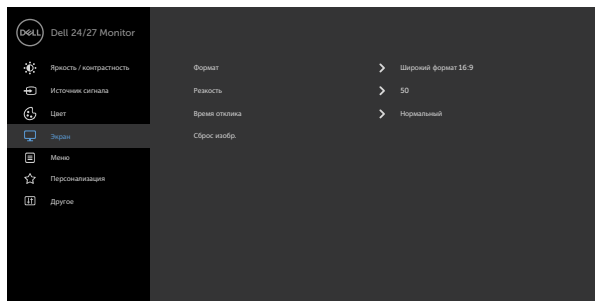 DELL Dell 24/27 Monitor
Яркость / контрастность
Источник сигнала
Цвет
Экран
Меню
Персонализация
Другое
Формат Широкий формат 16:9
Резкость 50
Время отклика Нормальный
Сброс изобр.